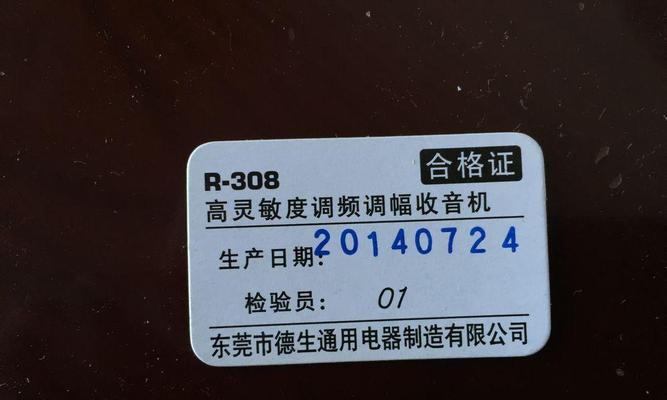 R-308 合格证
高灵敏度调频调幅收音机
生产日期: 20140724
检验员: 01
东莞市德生通用电器制造有限公司